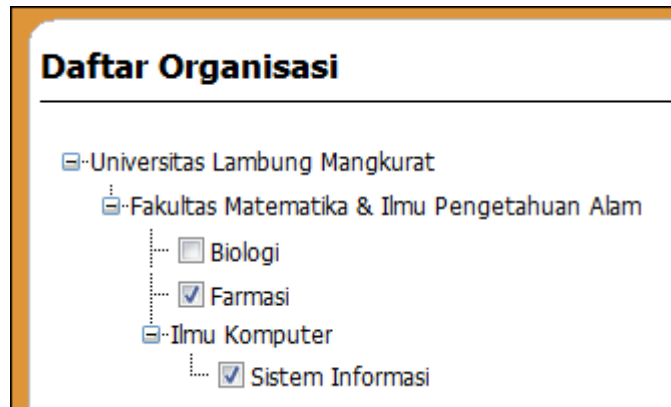 Daftar Organisasi
Universitas Lambung Mangkurat
Fakultas Matematika & Ilmu Pengetahuan Alam
Biologi
Farmasi
Ilmu Komputer
Sistem Informasi